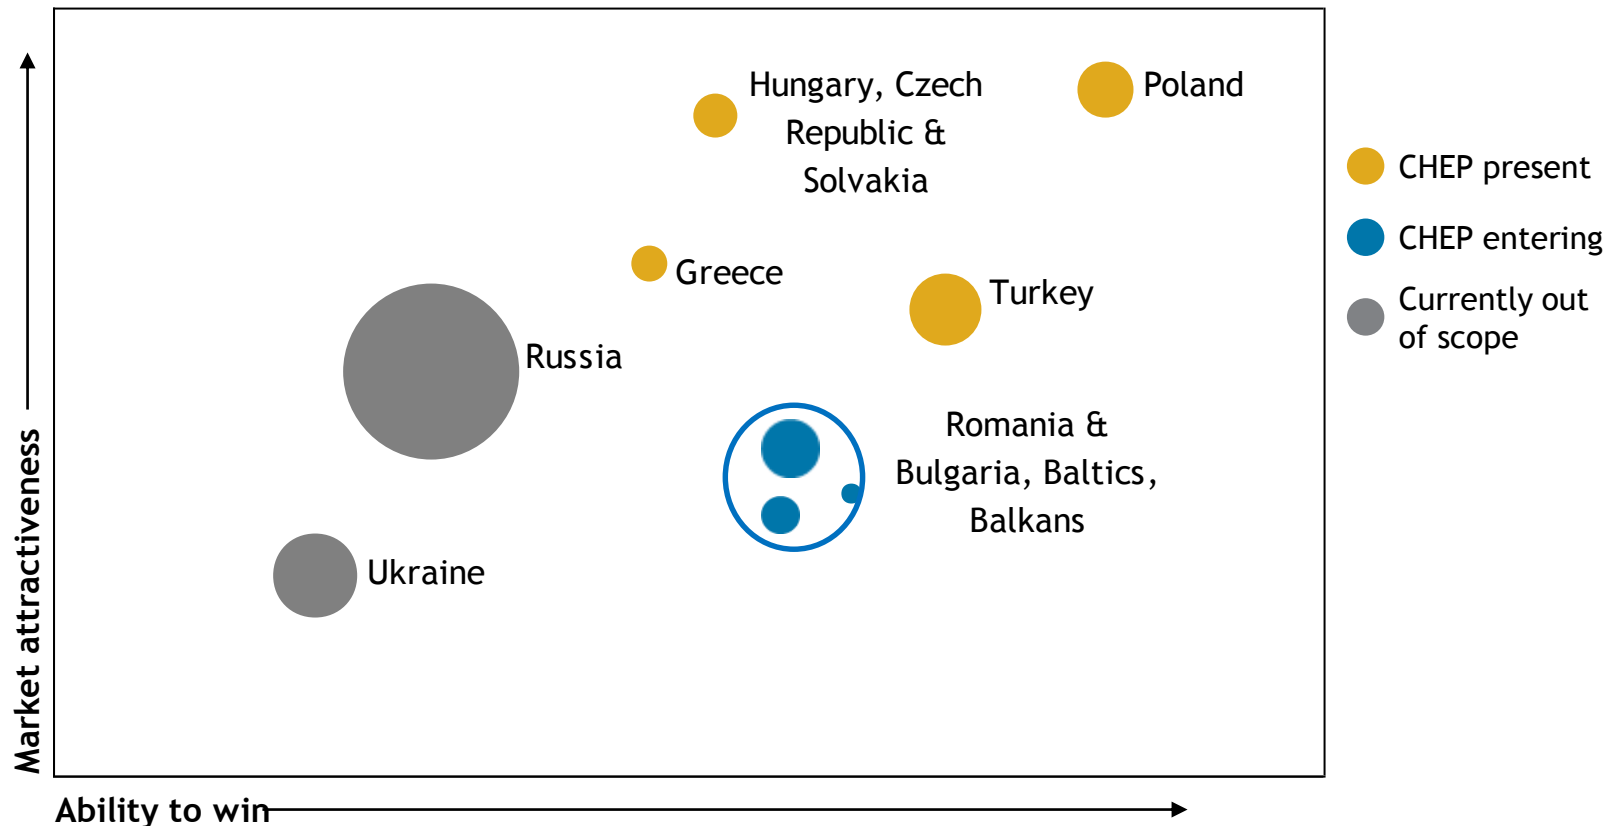 Hungary, Czech
Republic &
Solvakia
Poland
CHEP present
CHEP entering
Currently out
of scope
Greece
Turkey
Russia
Romania &
Bulgaria, Baltics,
Balkans
Ukraine
Market attractiveness
Ability to win